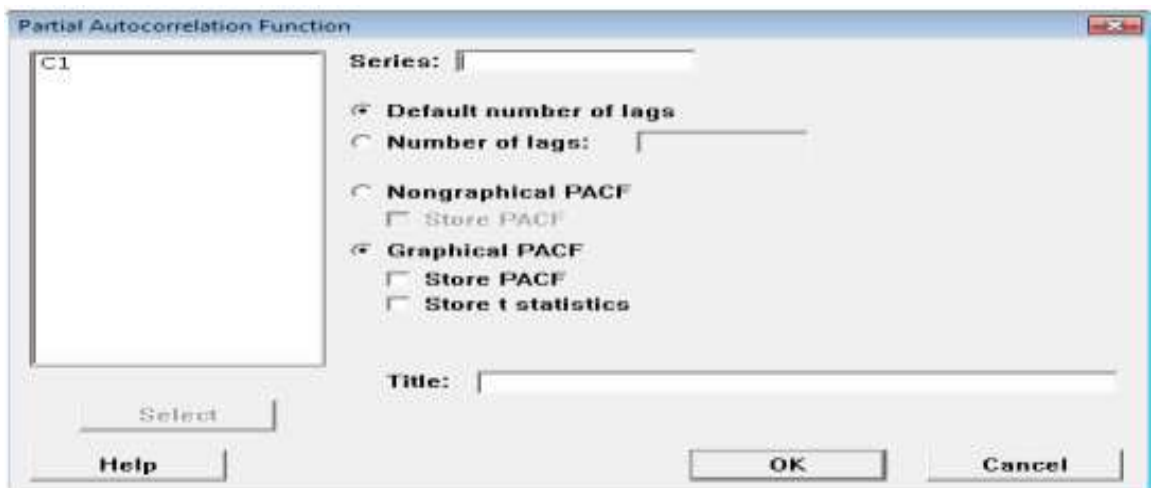 Partial Autocorrelation Function
C1
Series:
Default number of lags
Number of lags:
Nongraphical PACF
Store PACF
Graphical PACF
Store PACF
Store t statistics
Title:
Select
Help
OK
Cancel